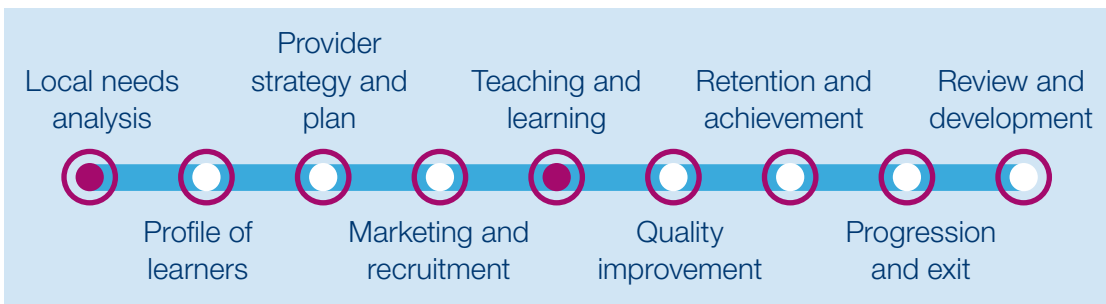 Local needs
analysis
Profile of
learners
Provider
strategy and
plan
Marketing and
recruitment
Teaching and
learning
Quality
improvement
Retention and
achievement
Progression
and exit
Review and
development